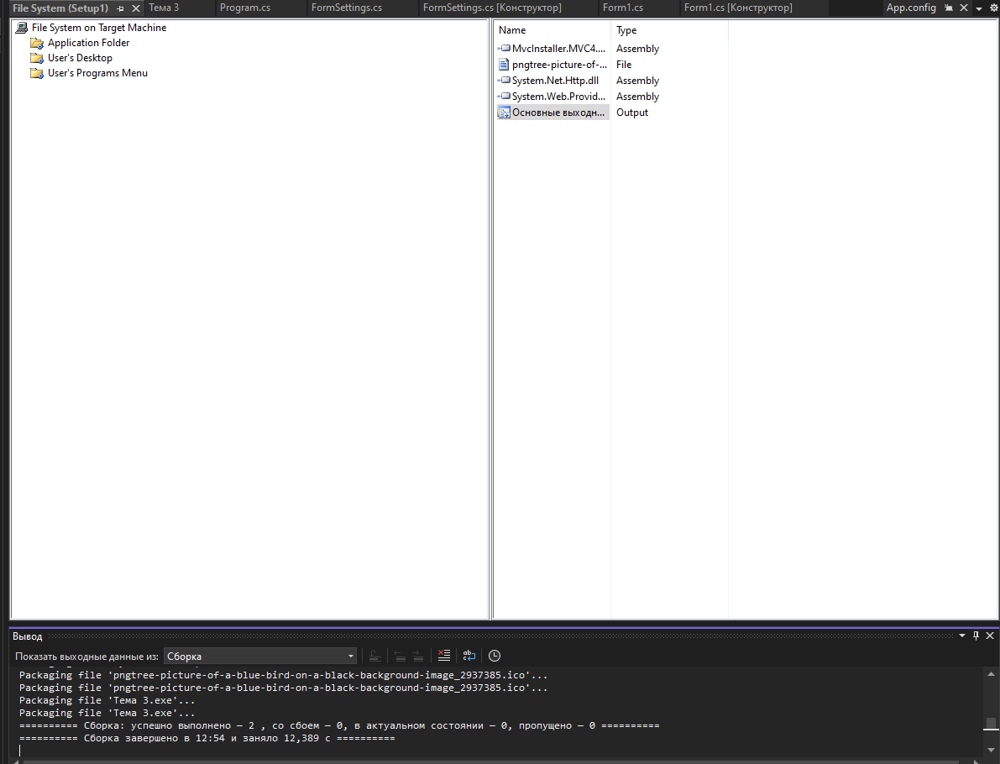 File System (Setup1) Тема 3 Program.cs FormSettings.cs FormSettings.cs [Конструктор] Form1.cs Form1.cs [Конструктор] App.config
File System on Target Machine
Application Folder
User's Desktop
User's Programs Menu
Name Type
MvcInstaller.MVC4.... Assembly
pngtree-picture-of-... File
System.Net.Http.dll Assembly
System.Web.Provid... Assembly
Основные выходн... Output
Вывод
Показать выходные данные из: Сборка
Packaging file 'pngtree-picture-of-a-blue-bird-on-a-black-background-image_2937385.ico'...
Packaging file 'pngtree-picture-of-a-blue-bird-on-a-black-background-image_2937385.ico'...
Packaging file 'Тема 3.exe'...
Packaging file 'Тема 3.exe'...
========== Сборка: успешно выполнено – 2 , со сбоем – 0, в актуальном состоянии – 0, пропущено – 0 ==========
========== Сборка завершено в 12:54 и заняло 12,389 с ==========